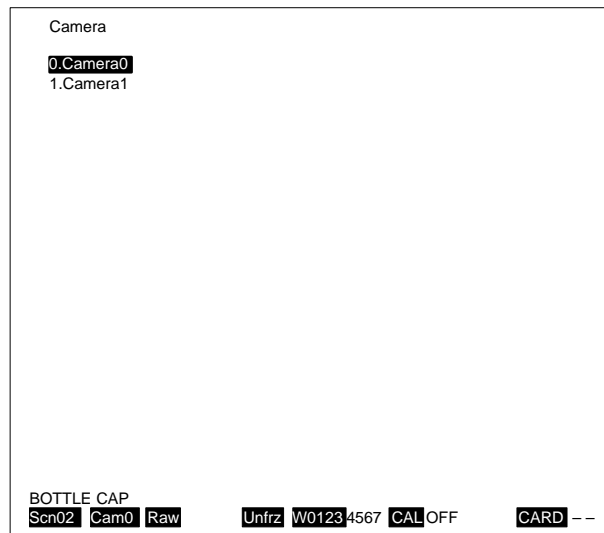 Camera
0.Camera0
1.Camera1
BOTTLE CAP
Scn02 Cam0 Raw Unfrz W01234567 CAL OFF CARD – –